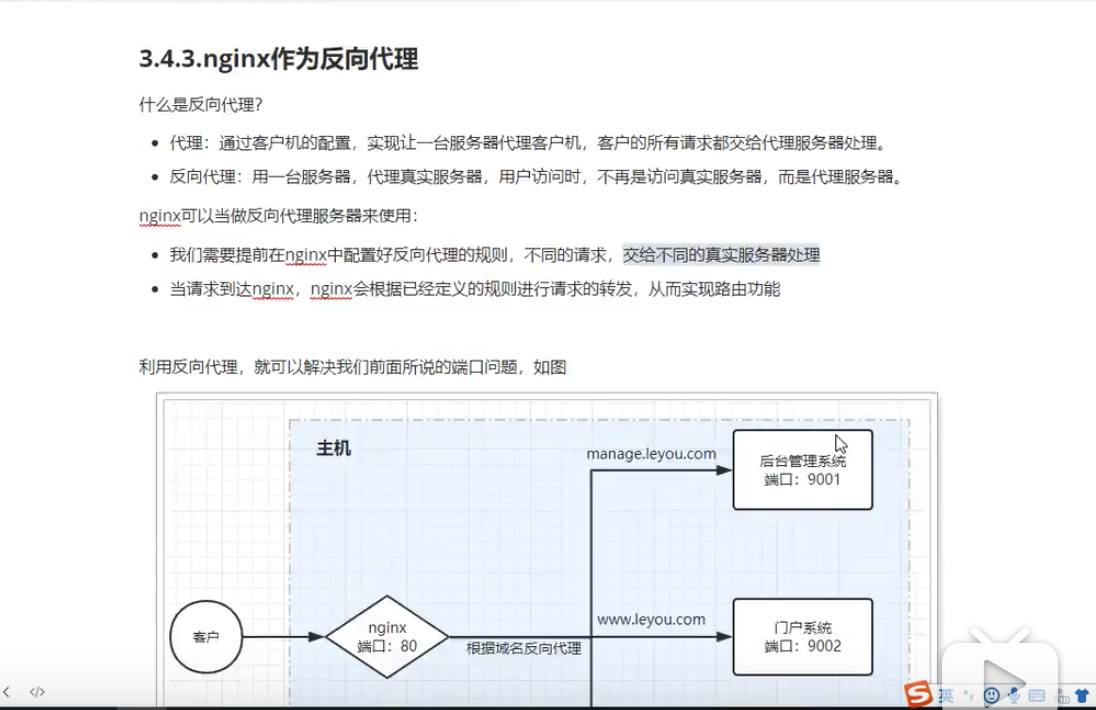 3.4.3.nginx作为反向代理
什么是反向代理？
代理：通过客户机的配置，实现让一台服务器代理客户机，客户的所有请求都交给代理服务器处理。
反向代理：用一台服务器，代理真实服务器，用户访问时，不再是访问真实服务器，而是代理服务器。
nginx可以当做反向代理服务器来使用：
我们需要提前在nginx中配置好反向代理的规则，不同的请求，交给不同的真实服务器处理
当请求到达nginx，nginx会根据已经定义的规则进行请求的转发，从而实现路由功能
利用反向代理，就可以解决我们前面所说的端口问题，如图
主机
manage.leyou.com
后台管理系统
端口：9001
客户
nginx
端口：80
根据域名反向代理
www.leyou.com
门户系统
端口：9002
英